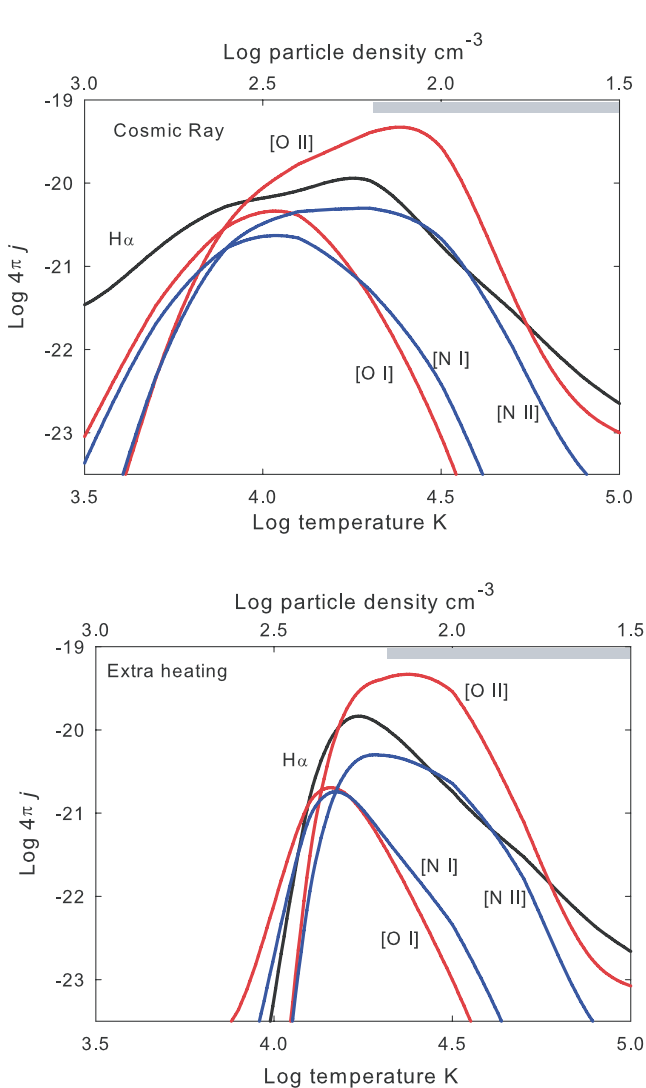 Log particle density cm-3
3.0 2.5 2.0 1.5
-19
Cosmic Ray
[O II]
-20
Hα
-21
Log 4π j
-22
[O I]
[N I]
[N II]
-23
3.5 4.0 4.5 5.0
Log temperature K
Log particle density cm-3
3.0 2.5 2.0 1.5
-19
Extra heating
[O II]
-20
Hα
-21
Log 4π j
[N I]
-22
[N II]
[O I]
-23
3.5 4.0 4.5 5.0
Log temperature K